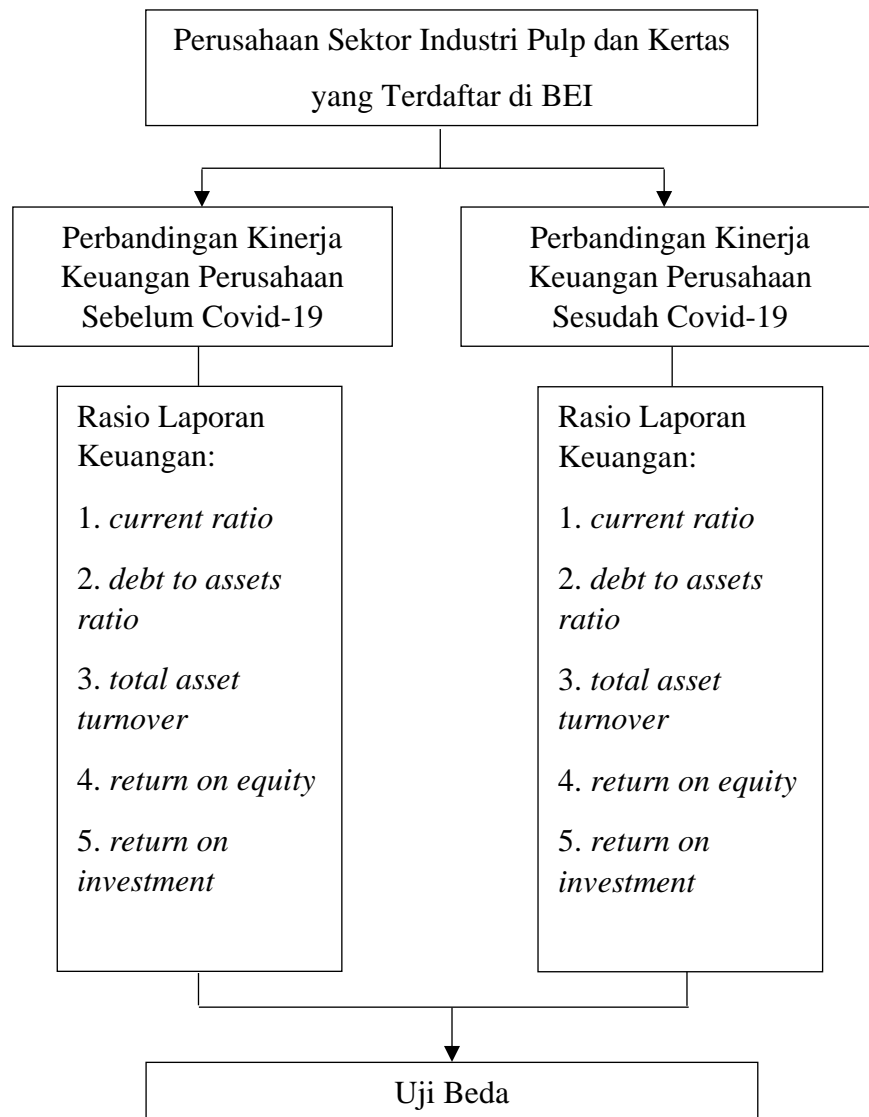 Perusahaan Sektor Industri Pulp dan Kertas
yang Terdaftar di BEI
Perbandingan Kinerja
Keuangan Perusahaan
Sebelum Covid-19
Perbandingan Kinerja
Keuangan Perusahaan
Sesudah Covid-19
Rasio Laporan
Keuangan:
1. current ratio
2. debt to assets
ratio
3. total asset
turnover
4. return on equity
5. return on
investment
Rasio Laporan
Keuangan:
1. current ratio
2. debt to assets
ratio
3. total asset
turnover
4. return on equity
5. return on
investment
Uji Beda